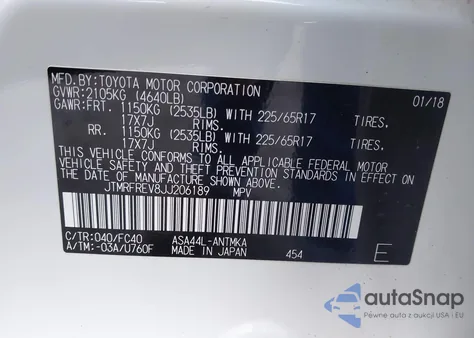 MFD.BY:TOYOTA MOTOR CORPORATION 01/18
GVWR:2105KG (4640LB)
GAWR:FRT. 1150KG (2535LB) WITH 225/65R17 TIRES,
17X7J RIMS.
RR. 1150KG (2535LB) WITH 225/65R17 TIRES,
17X7J RIMS.
THIS VEHICLE CONFORMS TO ALL APPLICABLE FEDERAL MOTOR
VEHICLE SAFETY AND THEFT PREVENTION STANDARDS IN EFFECT ON
THE DATE OF MANUFACTURE SHOWN ABOVE.
JTMRFREV8JJ206189 MPV
C/TR:040/FC40 ASA44L-ANTMKA
A/TM:-03A/U760F MADE IN JAPAN 454 E
autoSnap
Pewne auto z aukcji USA i EU